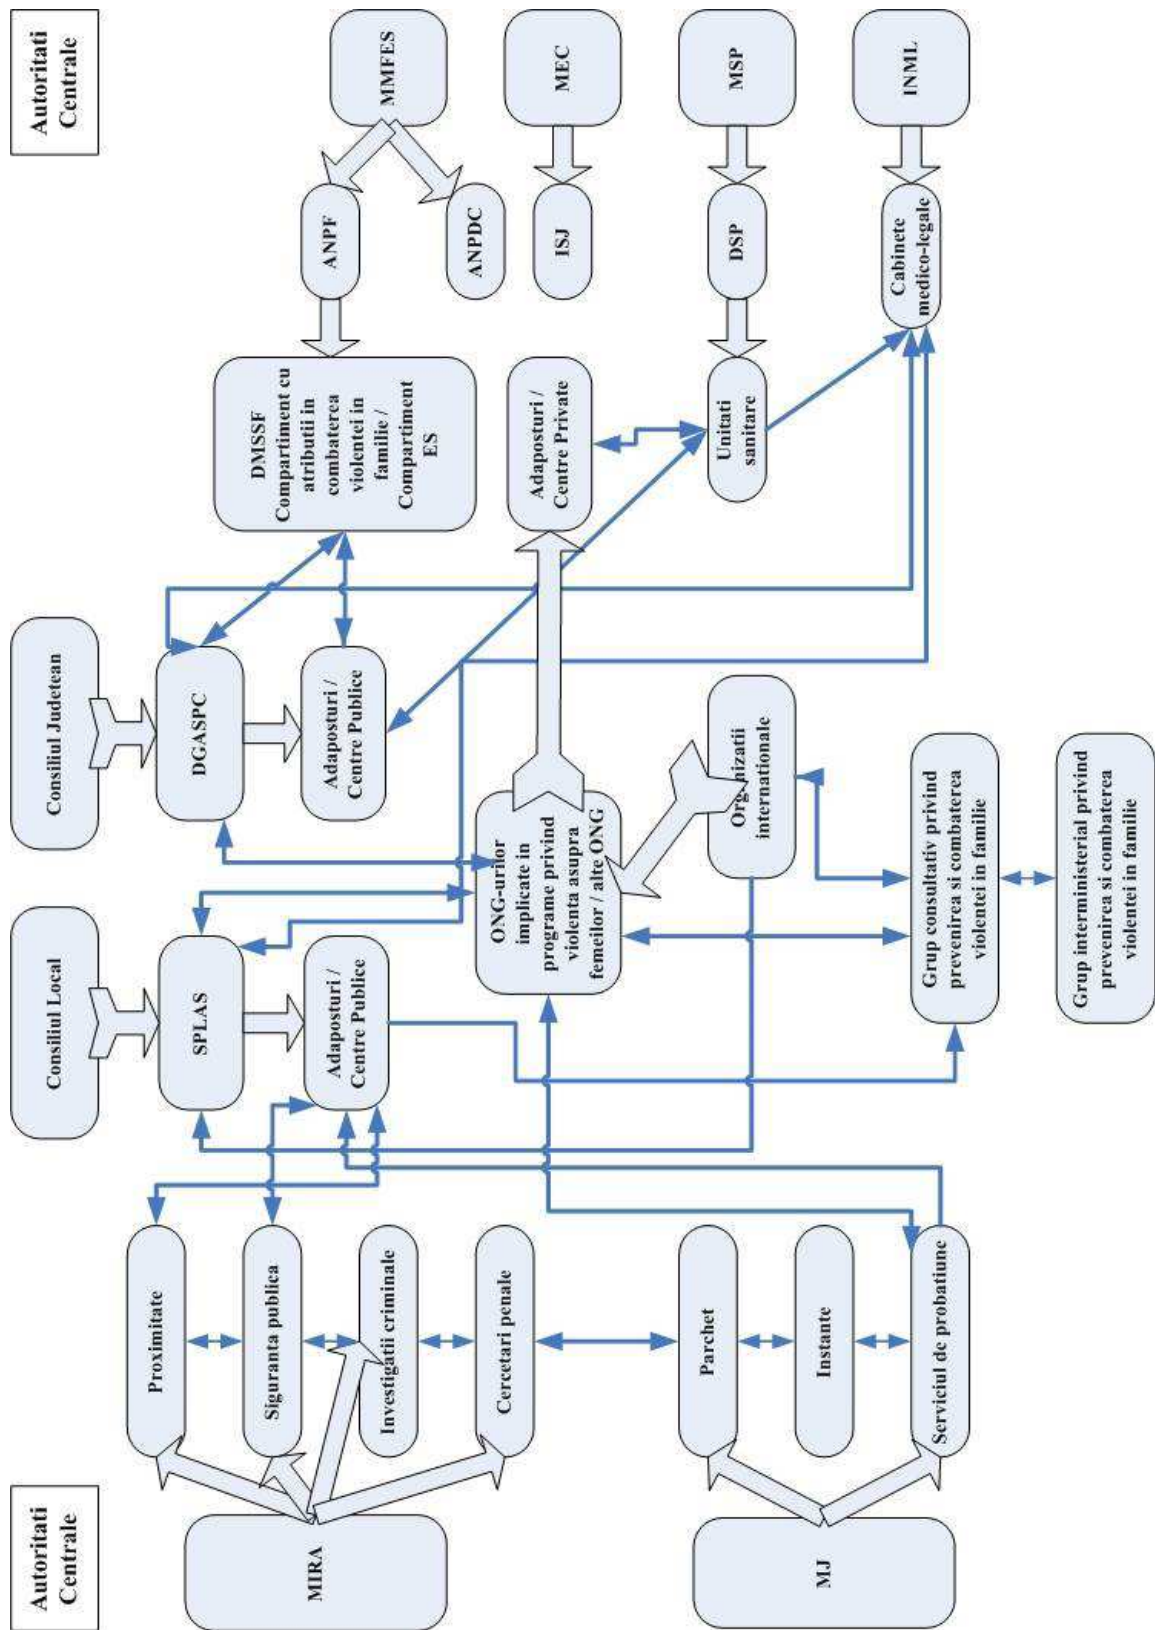 Autoritati
Centrale
Consiliul Local
Consiliul Judetean
Autoritati
Centrale
MIRA
Proximitate
Siguranta publica
Investigatii criminale
Cercetari penale
MJ
Parchet
Instante
Serviciul de probatiune
SPLAS
Adaposturi /
Centre Publice
DGASPC
Adaposturi /
Centre Publice
ONG-urilor
implicate in
programe privind
violenta asupra
femeilor / alte ONG
Organizatii
internationale
Grup consultativ privind
prevenirea si combaterea
violentei in familie
Grup interministerial privind
prevenirea si combaterea
violentei in familie
DMSSF
Compartiment cu
atributii in
combaterea
violentei in
familie /
Compartiment
ES
Adaposturi /
Centre Private
Unitati
sanitare
ANPF
ANPDC
ISJ
DSP
Cabinete
medico-legale
MMFES
MEC
MSP
INML